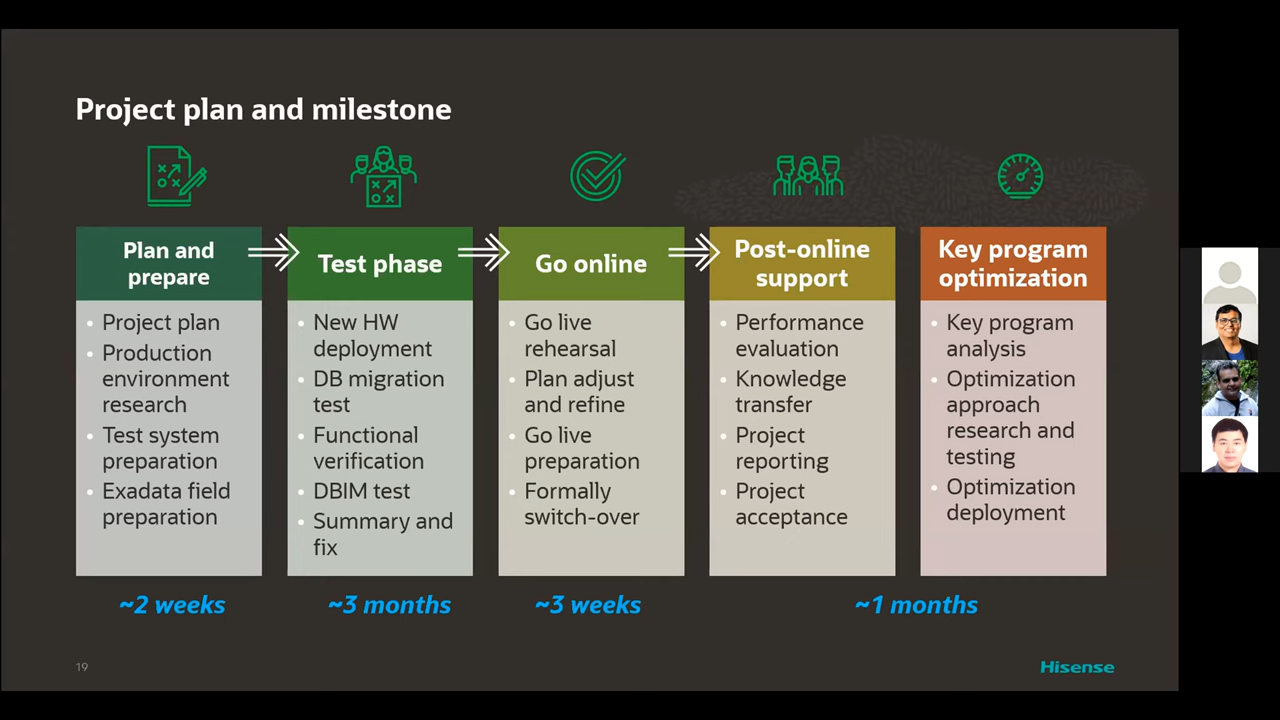 Project plan and milestone
Plan and
prepare
• Project plan
• Production
environment
research
• Test system
preparation
• Exadata field
preparation
~2 weeks
Test phase
• New HW
deployment
• DB migration
test
• Functional
verification
• DBIM test
• Summary and
fix
~3 months
Go online
• Go live
rehearsal
• Plan adjust
and refine
• Go live
preparation
• Formally
switch-over
~3 weeks
Post-online
support
• Performance
evaluation
• Knowledge
transfer
• Project
reporting
• Project
acceptance
Key program
optimization
• Key program
analysis
• Optimization
approach
research and
testing
• Optimization
deployment
~1 months
19
Hisense